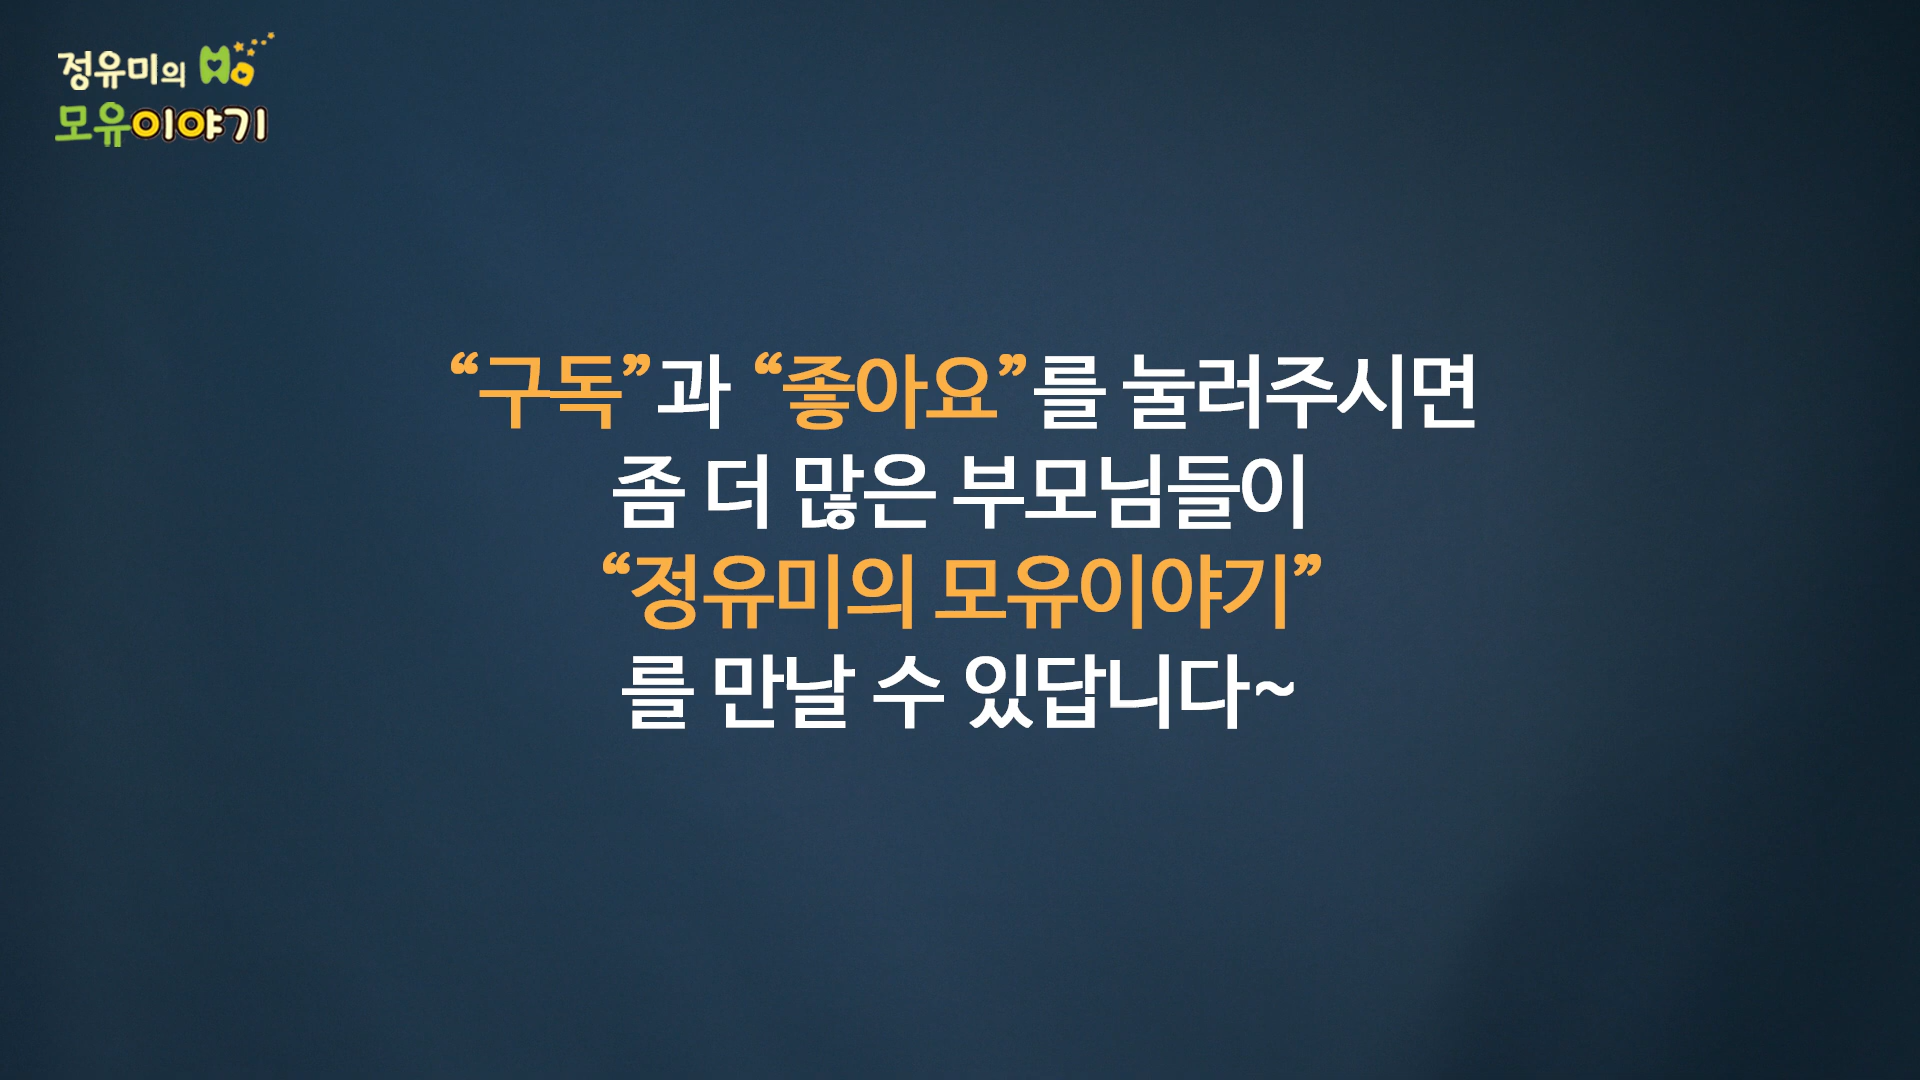 정유미의 Mo
모유이야기
“구독”과 “좋아요”를 눌러주시면
좀 더 많은 부모님들이
“정유미의 모유이야기”
를 만날 수 있답니다~